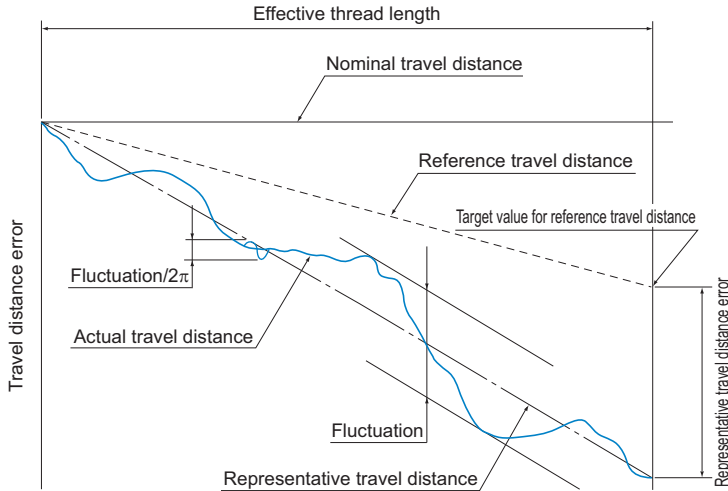 Effective thread length
Nominal travel distance
Reference travel distance
Target value for reference travel distance
Fluctuation/2π
Actual travel distance
Travel distance error
Fluctuation
Representative travel distance
Representative travel distance error